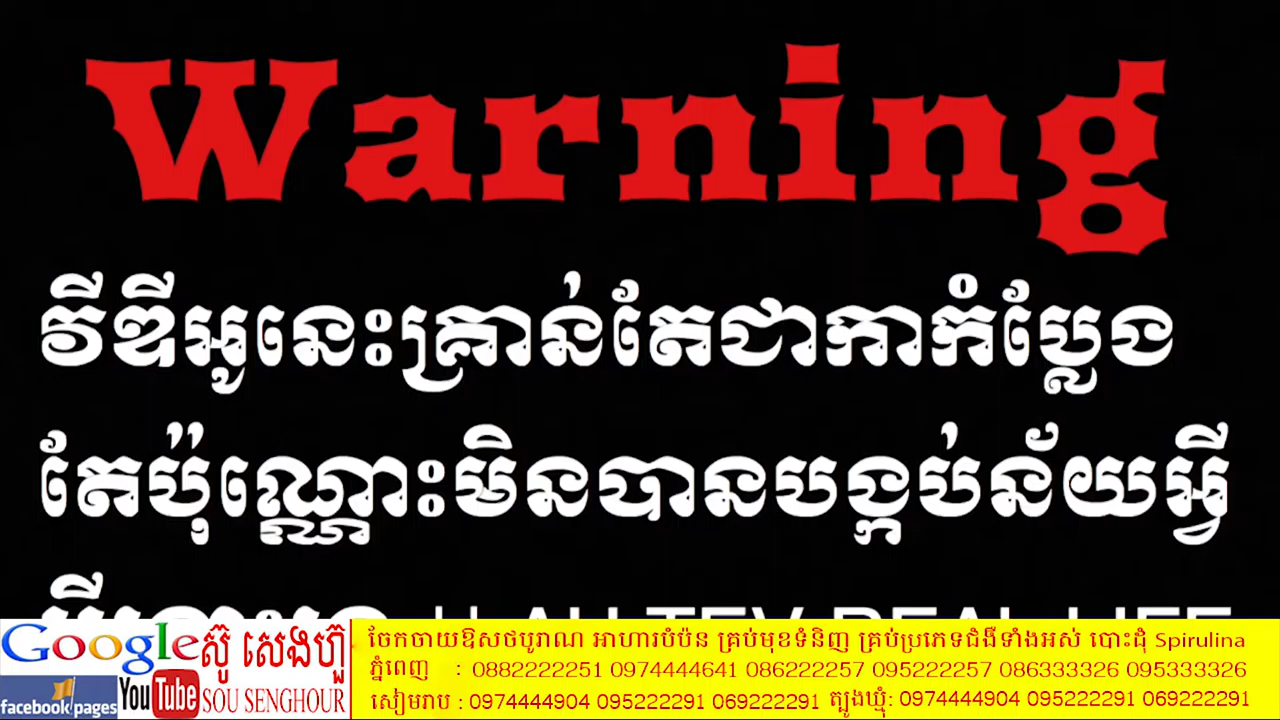 Warning
វីឌីអូនេះគ្រាន់តែជាកាកំប្លែង
តែប៉ុណ្ណោះមិនបានបង្កប់ន័យអ្វី
Google ស៊ូ សេងហ៊ួ
facebook pages YouTube SOU SENGHOUR
ចែកចាយឱសថបូរាណ អាហារបំប៉ន គ្រប់មុខទំនិញ គ្រប់ប្រភេទជំងឺទាំងអស់ បោះដុំ Spirulina
ភ្នំពេញ : 0882222251 0974444641 086222257 095222257 086333326 095333326
សៀមរាប : 0974444904 095222291 069222291 ត្បូងឃ្មុំ: 0974444904 095222291 069222291